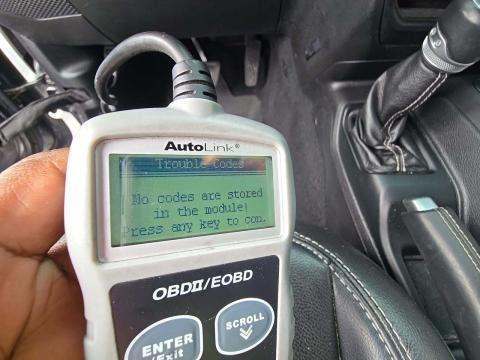 AutoLink®
Trouble Codes
No codes are stored
in the module!
Press any key to con.
OBDII/EOBD
ENTER
/Exit
SCROLL